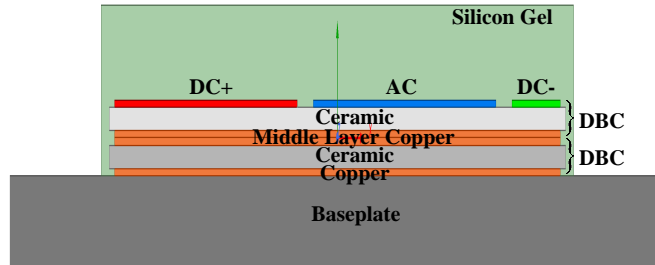 Silicon Gel
DC+ AC DC-
Ceramic
DBC
Middle Layer Copper
Ceramic
DBC
Copper
Baseplate